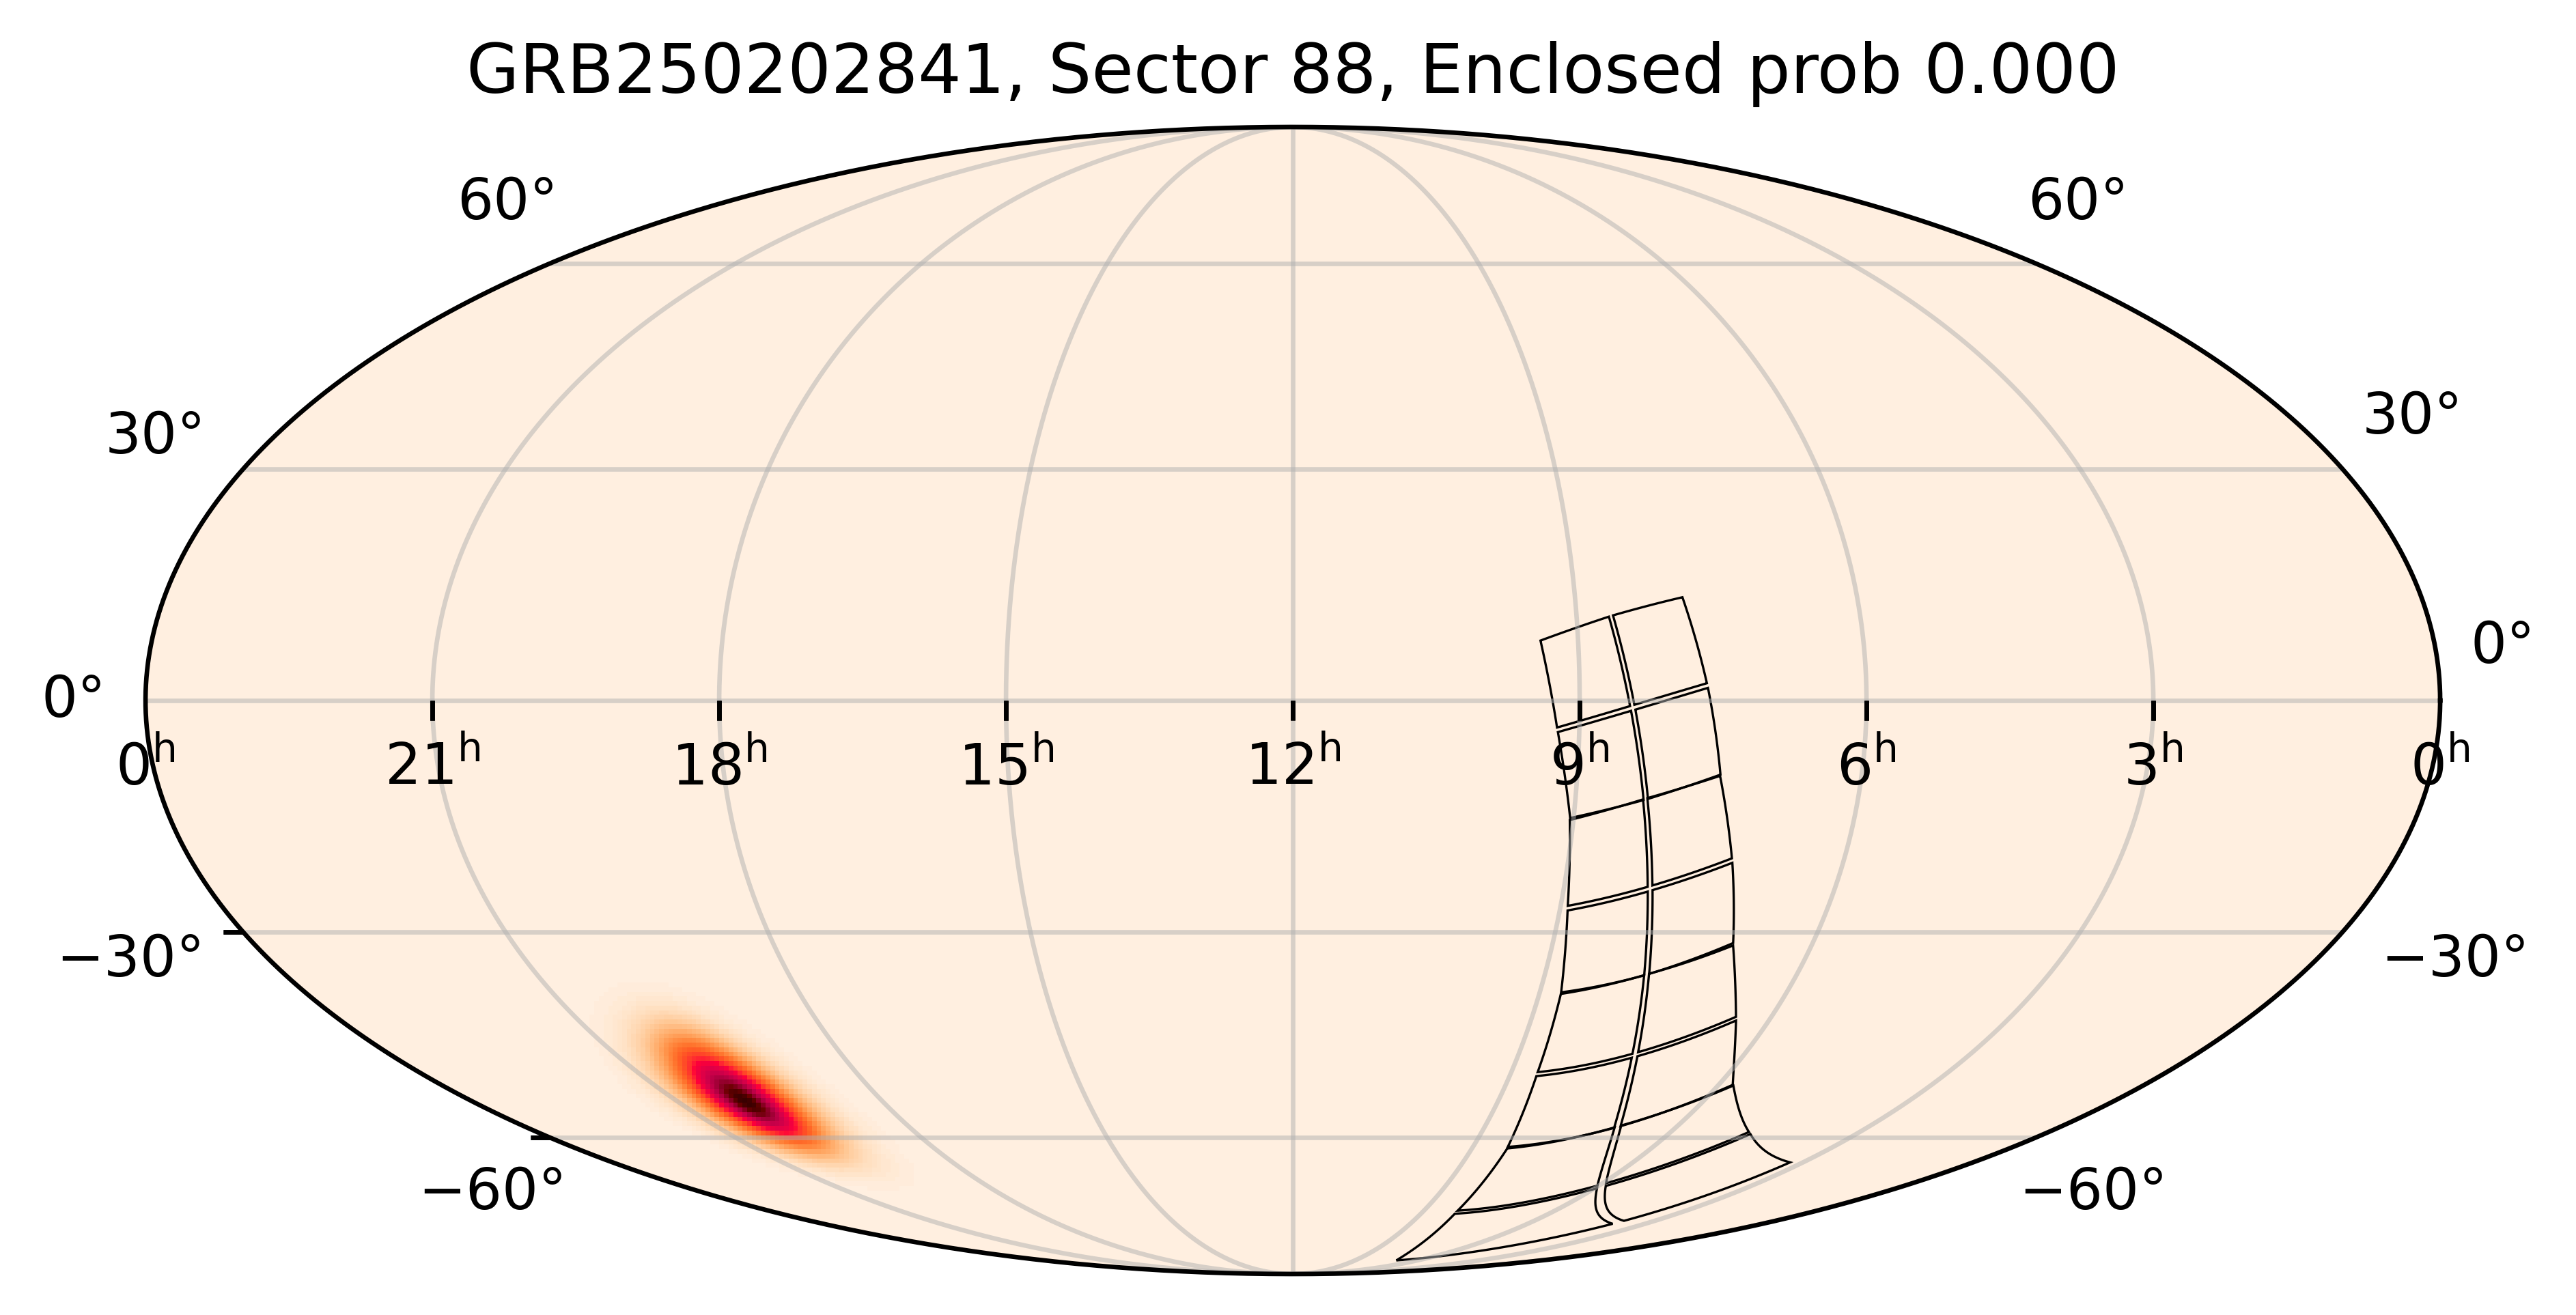 GRB250202841, Sector 88, Enclosed prob 0.000
60° 60°
30° 30°
0° 0°
0ʰ 21ʰ 18ʰ 15ʰ 12ʰ 9ʰ 6ʰ 3ʰ 0ʰ
−30° −30°
−60° −60°